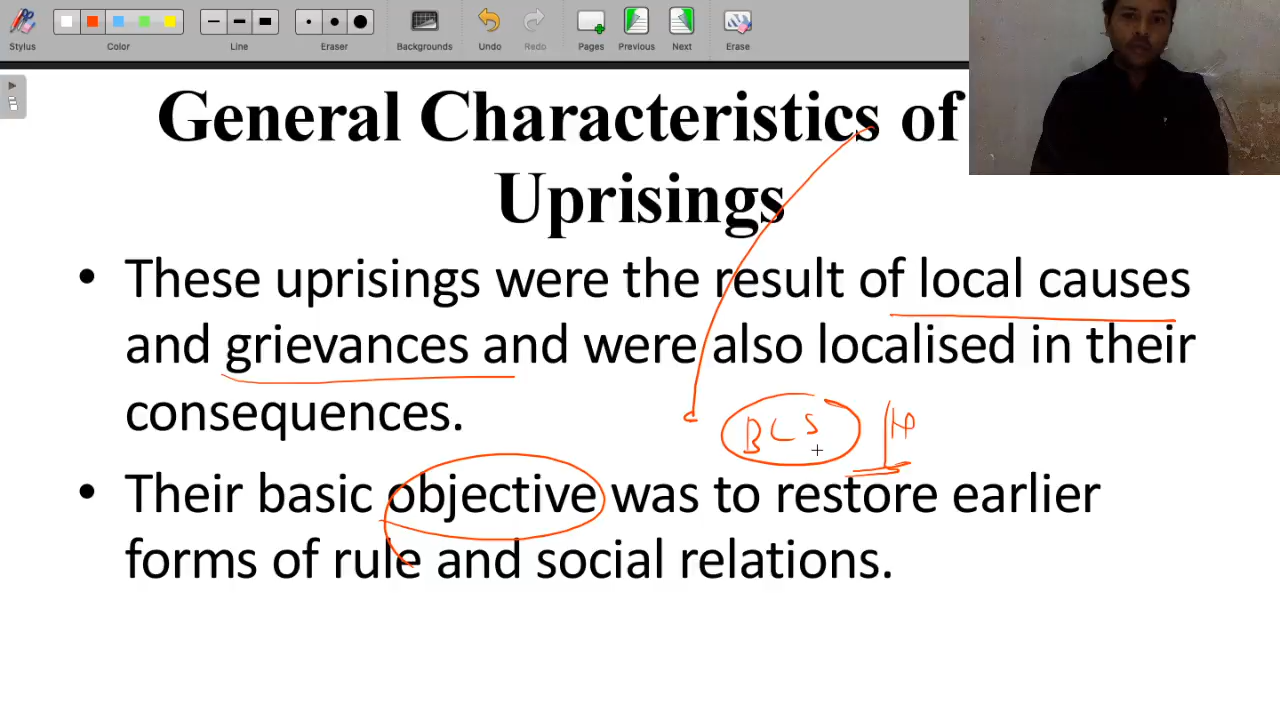 Stylus
Color
Line
Eraser
Backgrounds
Undo
Redo
Pages
Previous
Next
Erase
General Characteristics of
Uprisings
• These uprisings were the result of local causes
and grievances and were also localised in their
consequences.
BCS
• Their basic objective was to restore earlier
forms of rule and social relations.